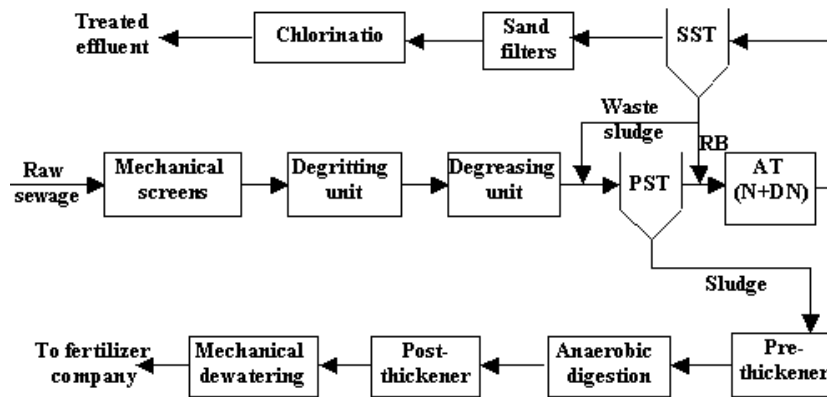 Treated
effluent
Chlorinatio
Sand
filters
SST
Waste
sludge
RB
Raw
sewage
Mechanical
screens
Degritting
unit
Degreasing
unit
PST
AT
(N+DN)
Sludge
To fertilizer
company
Mechanical
dewatering
Post-
thickener
Anaerobic
digestion
Pre-
thickener